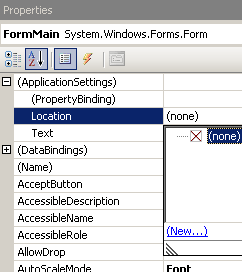 Properties
FormMain System.Windows.Forms.Form
(ApplicationSettings)
(PropertyBinding)
Location (none)
Text (none)
(DataBindings)
(Name)
AcceptButton
AccessibleDescription
AccessibleName
AccessibleRole (New...)
AllowDrop
AutoScaleMode Font